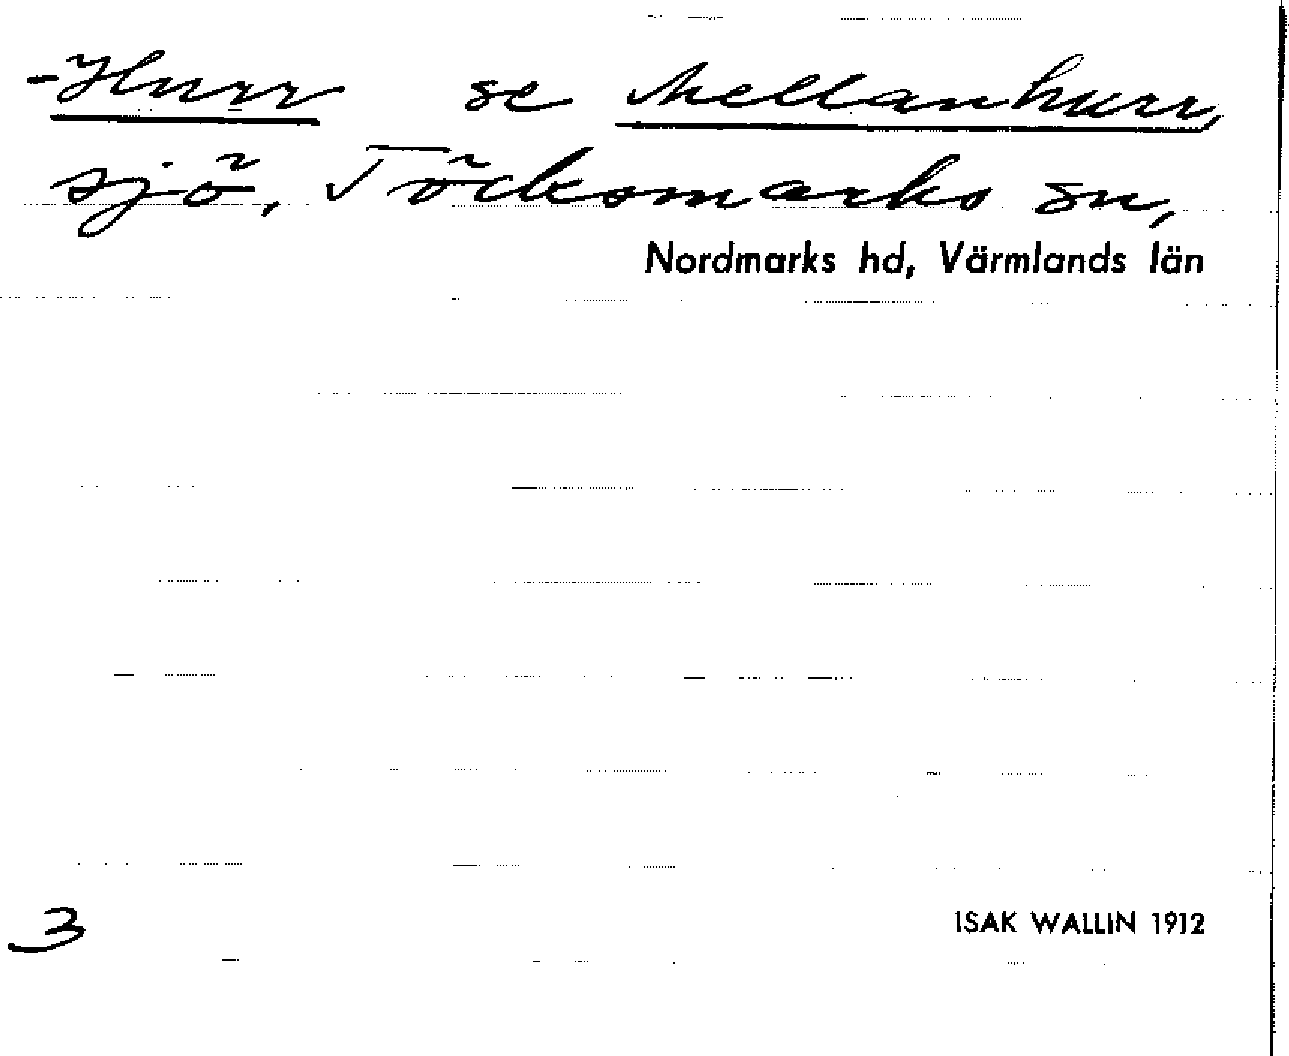 -Hurr se Mellanhurr,
sjö, Töcksmarks sn,
Nordmarks hd, Värmlands län
3
ISAK WALLIN 1912